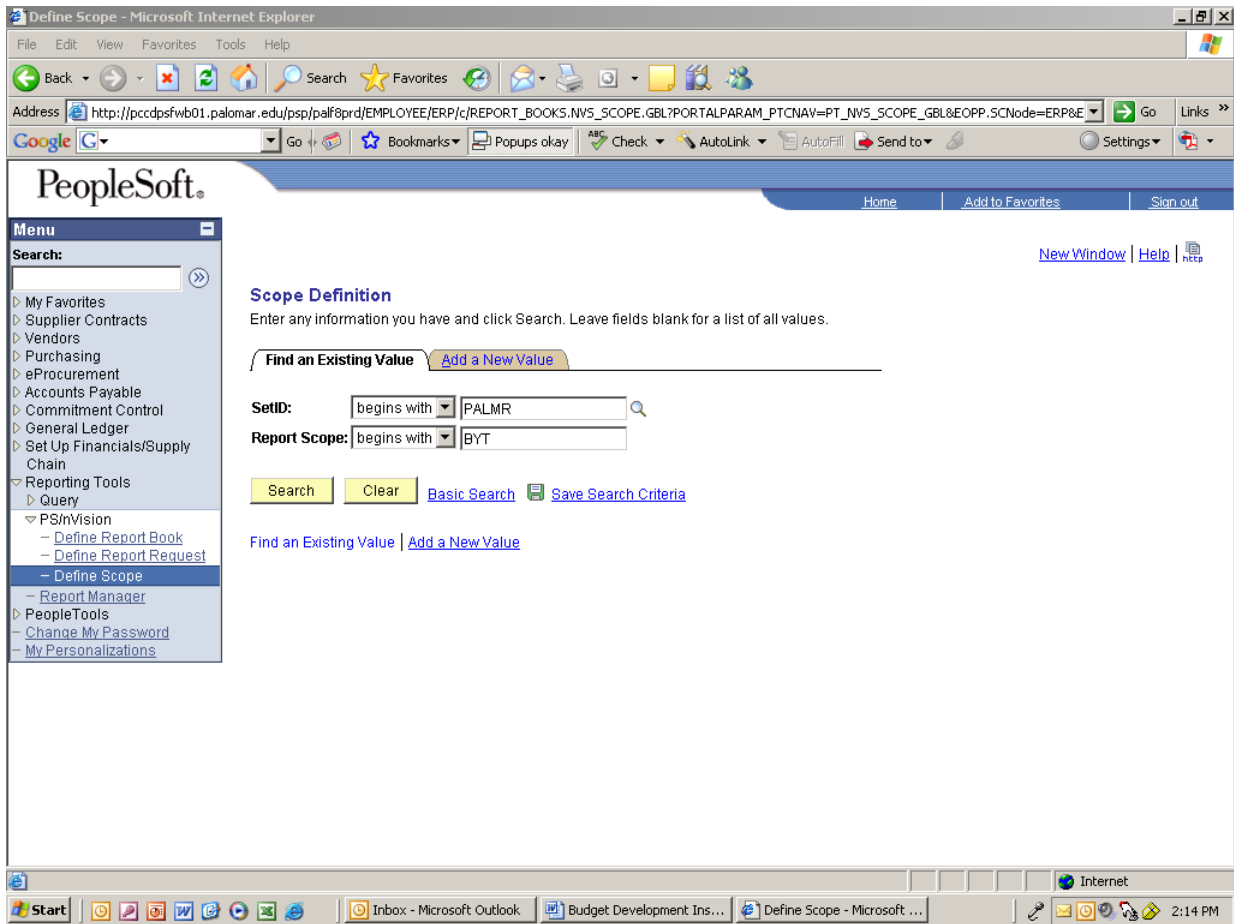 Define Scope - Microsoft Internet Explorer
File Edit View Favorites Tools Help
Back Search Favorites
Address http://pccdpsfwb01.palomar.edu/psp/palf8prd/EMPLOYEE/ERP/c/REPORT_BOOKS.NVS_SCOPE.GBL?PORTALPARAM_PTCNAV=PT_NVS_SCOPE_GBL&EOPP.SCNode=ERP&E Go Links »
Google G Go Bookmarks Popups okay ABC Check AutoLink AutoFill Send to Settings
PeopleSoft®
Home Add to Favorites Sign out
Menu
New Window | Help | http
Search:
My Favorites
Supplier Contracts
Vendors
Purchasing
eProcurement
Accounts Payable
Commitment Control
General Ledger
Set Up Financials/Supply
Chain
Reporting Tools
Query
PS/nVision
– Define Report Book
– Define Report Request
– Define Scope
– Report Manager
PeopleTools
– Change My Password
– My Personalizations
Scope Definition
Enter any information you have and click Search. Leave fields blank for a list of all values.
Find an Existing Value Add a New Value
SetID: begins with PALMR
Report Scope: begins with BYT
Search Clear Basic Search Save Search Criteria
Find an Existing Value | Add a New Value
Internet
Start Inbox - Microsoft Outlook Budget Development Ins... Define Scope - Microsoft ... 2:14 PM